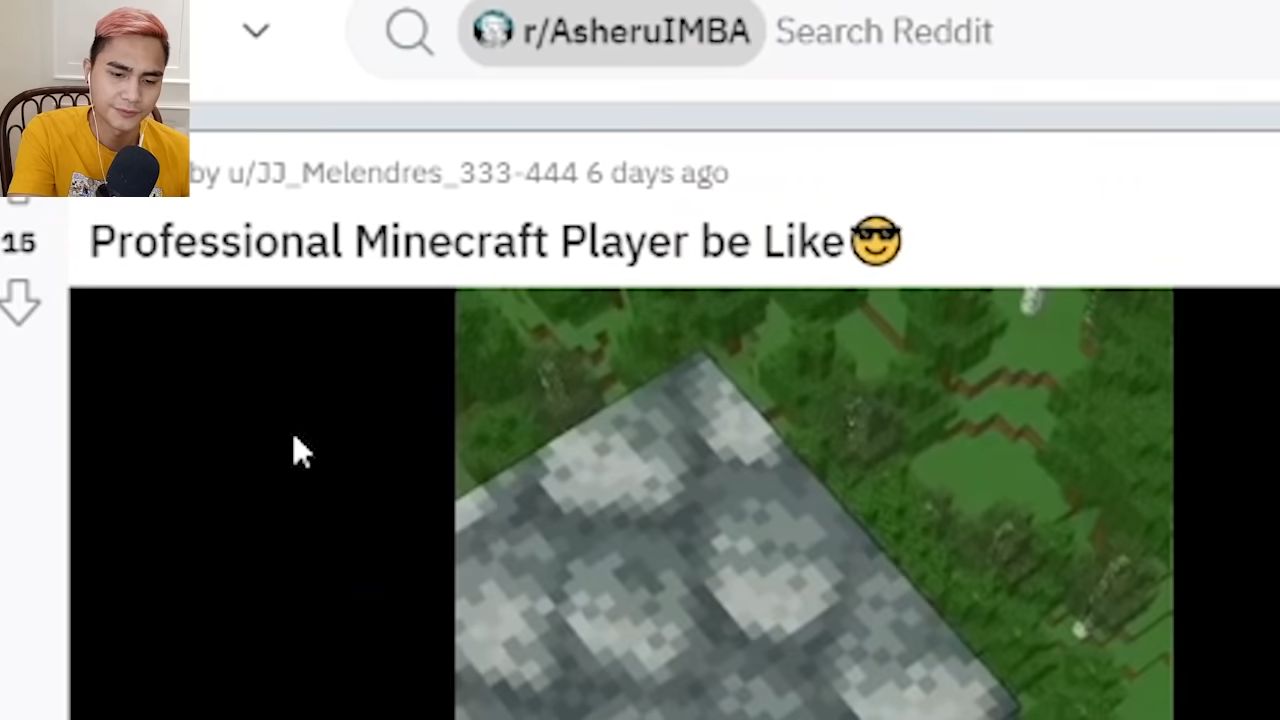 r/AsheruIMBA Search Reddit
by u/JJ_Melendres_333-444 6 days ago
15
Professional Minecraft Player be Like😎